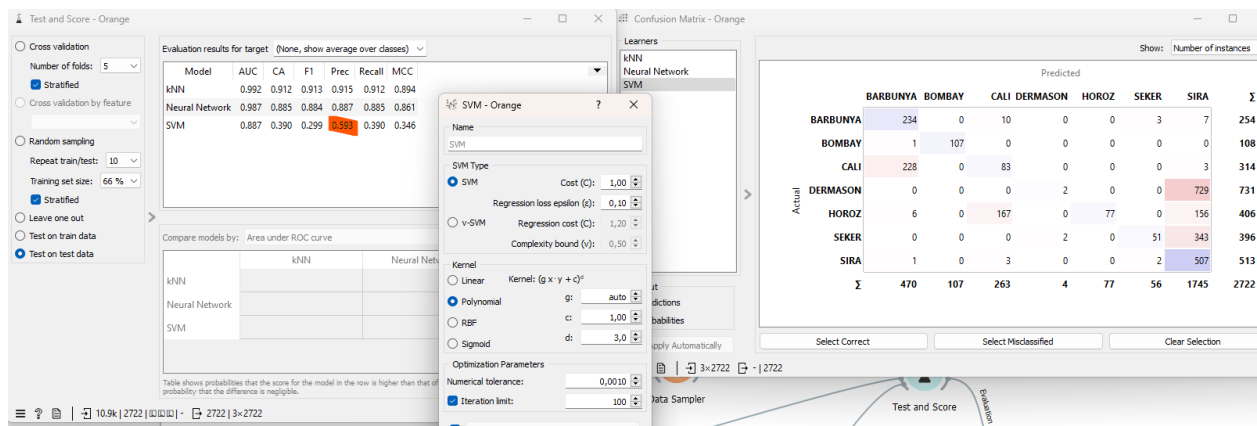 Test and Score - Orange
Cross validation
Number of folds: 5
Stratified
Cross validation by feature
Random sampling
Repeat train/test: 10
Training set size: 66 %
Stratified
Leave one out
Test on train data
Test on test data
Evaluation results for target (None, show average over classes)
Model AUC CA F1 Prec Recall MCC
kNN 0.992 0.912 0.913 0.915 0.912 0.894
Neural Network 0.987 0.885 0.884 0.887 0.885 0.861
SVM 0.887 0.390 0.299 0.593 0.390 0.346
Compare models by: Area under ROC curve
kNN Neural Netw
kNN
Neural Network
SVM
Table shows probabilities that the score for the model in the row is higher than that of
probability that the difference is negligible.
10.9k | 2722 | - 2722 | 3×2722
SVM - Orange
Name
SVM
SVM Type
SVM Cost (C): 1,00
Regression loss epsilon (ε): 0,10
ν-SVM Regression cost (C): 1,20
Complexity bound (ν): 0,50
Kernel
Linear Kernel: (g x·y + c)ᵈ
Polynomial g: auto
RBF c: 1,00
Sigmoid d: 3,0
Optimization Parameters
Numerical tolerance: 0,0010
Iteration limit: 100
Confusion Matrix - Orange
Learners
kNN
Neural Network
SVM
ut
dictions
babilities
pply Automatically
Show: Number of instances
Predicted
BARBUNYA BOMBAY CALI DERMASON HOROZ SEKER SIRA Σ
Actual
BARBUNYA 234 0 10 0 0 3 7 254
BOMBAY 1 107 0 0 0 0 0 108
CALI 228 0 83 0 0 0 3 314
DERMASON 0 0 0 2 0 0 729 731
HOROZ 6 0 167 0 77 0 156 406
SEKER 0 0 0 2 0 51 343 396
SIRA 1 0 3 0 0 2 507 513
Σ 470 107 263 4 77 56 1745 2722
Select Correct Select Misclassified Clear Selection
3×2722 - | 2722
Data Sampler
Test and Score
Evaluation